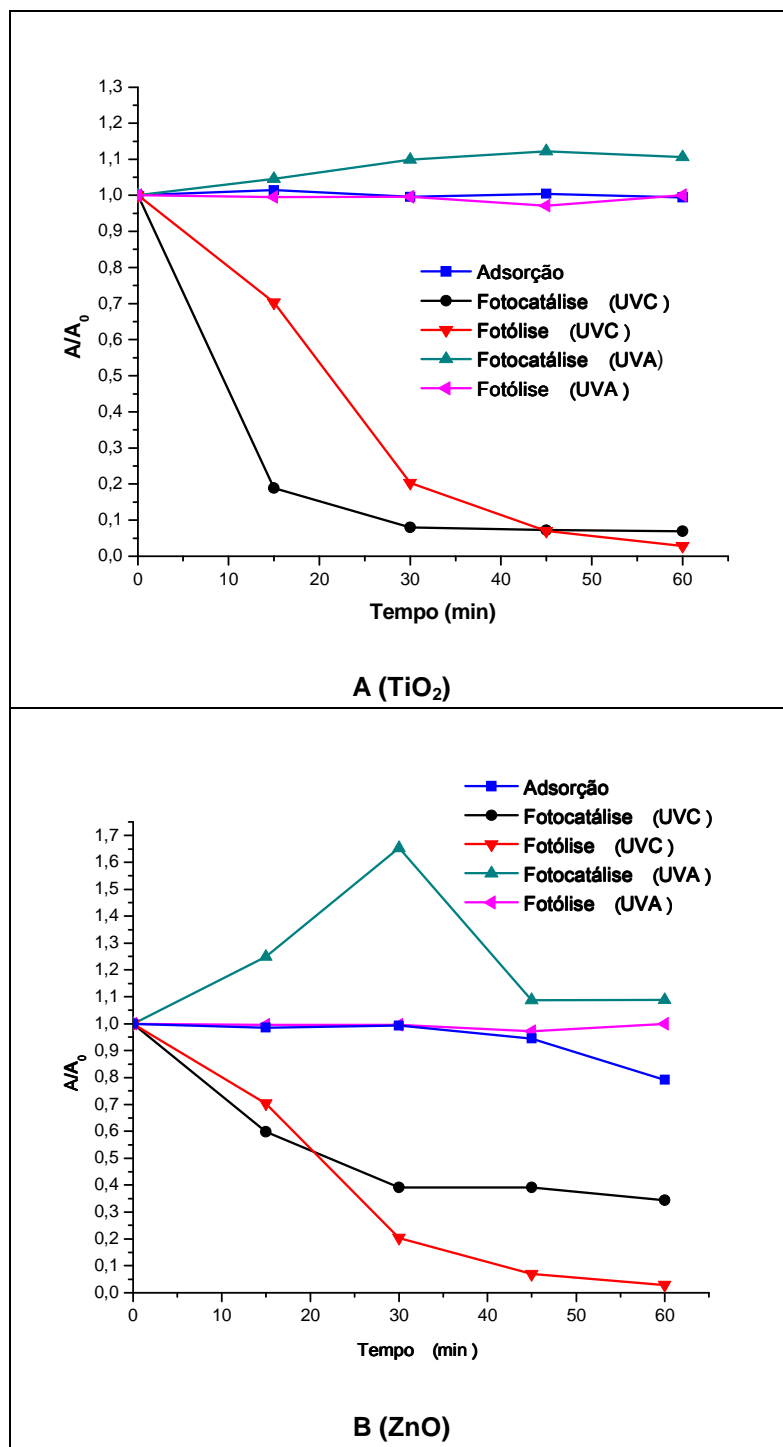 1,3
1,2
1,1
1,0
0,9
0,8
0,7
0,6
0,5
0,4
0,3
0,2
0,1
0,0
A/A0
Adsorção
Fotocatálise (UVC)
Fotólise (UVC)
Fotocatálise (UVA)
Fotólise (UVA)
0 10 20 30 40 50 60
Tempo (min)
A (TiO2)
Adsorção
Fotocatálise (UVC)
Fotólise (UVC)
Fotocatálise (UVA)
Fotólise (UVA)
1,7
1,6
1,5
1,4
1,3
1,2
1,1
1,0
0,9
0,8
0,7
0,6
0,5
0,4
0,3
0,2
0,1
0,0
A/A0
0 10 20 30 40 50 60
Tempo (min)
B (ZnO)